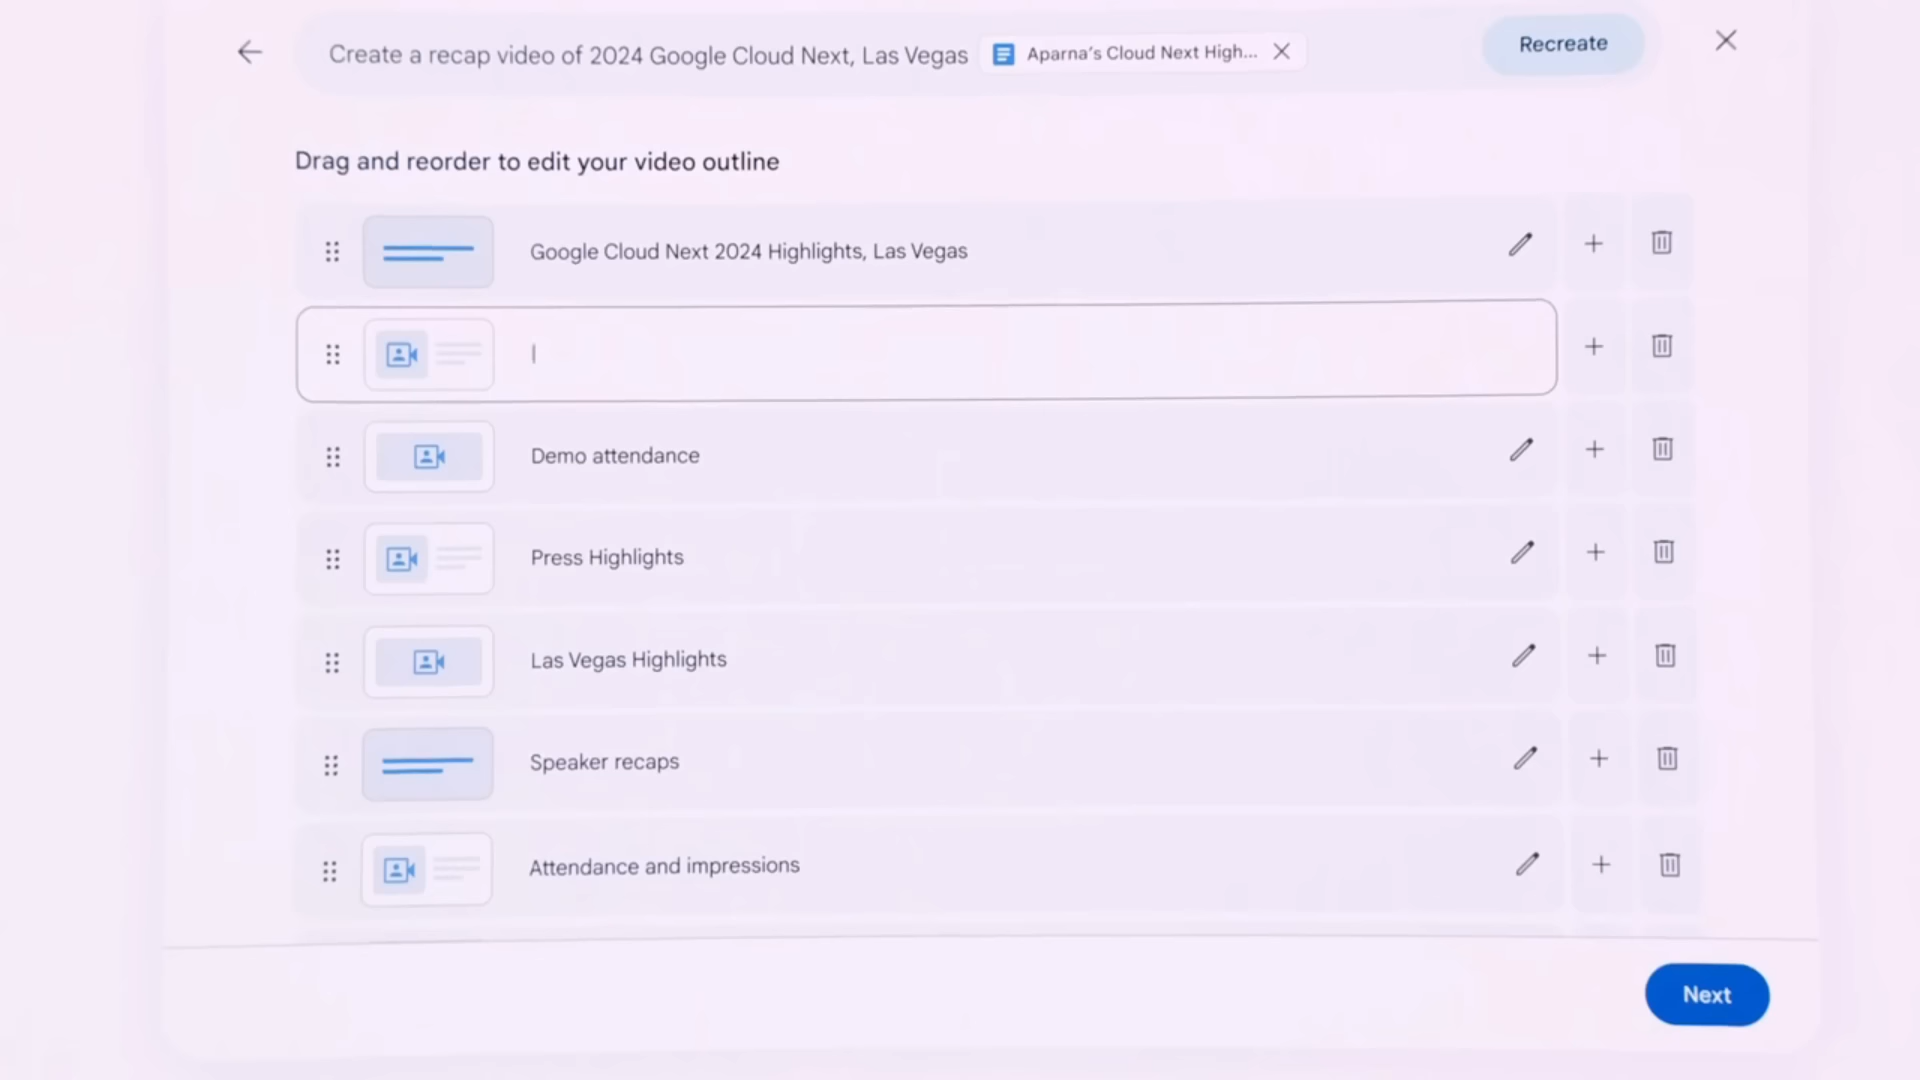 Create a recap video of 2024 Google Cloud Next, Las Vegas
Aparna's Cloud Next High...
Recreate
Drag and reorder to edit your video outline
Google Cloud Next 2024 Highlights, Las Vegas
Demo attendance
Press Highlights
Las Vegas Highlights
Speaker recaps
Attendance and impressions
Next